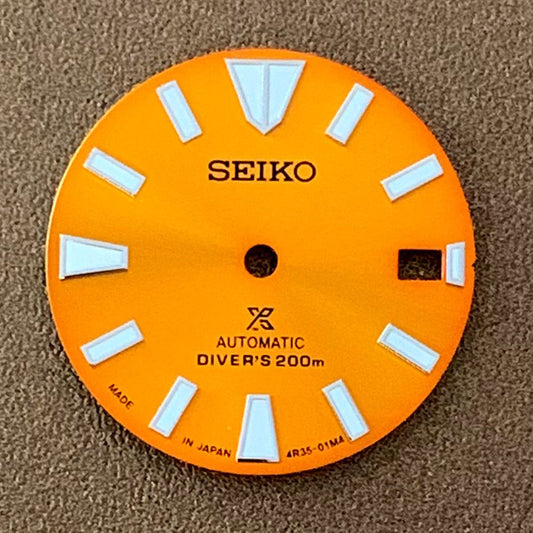 SEIKO
AUTOMATIC
DIVER'S 200m
MADE IN JAPAN 4R35-01MA